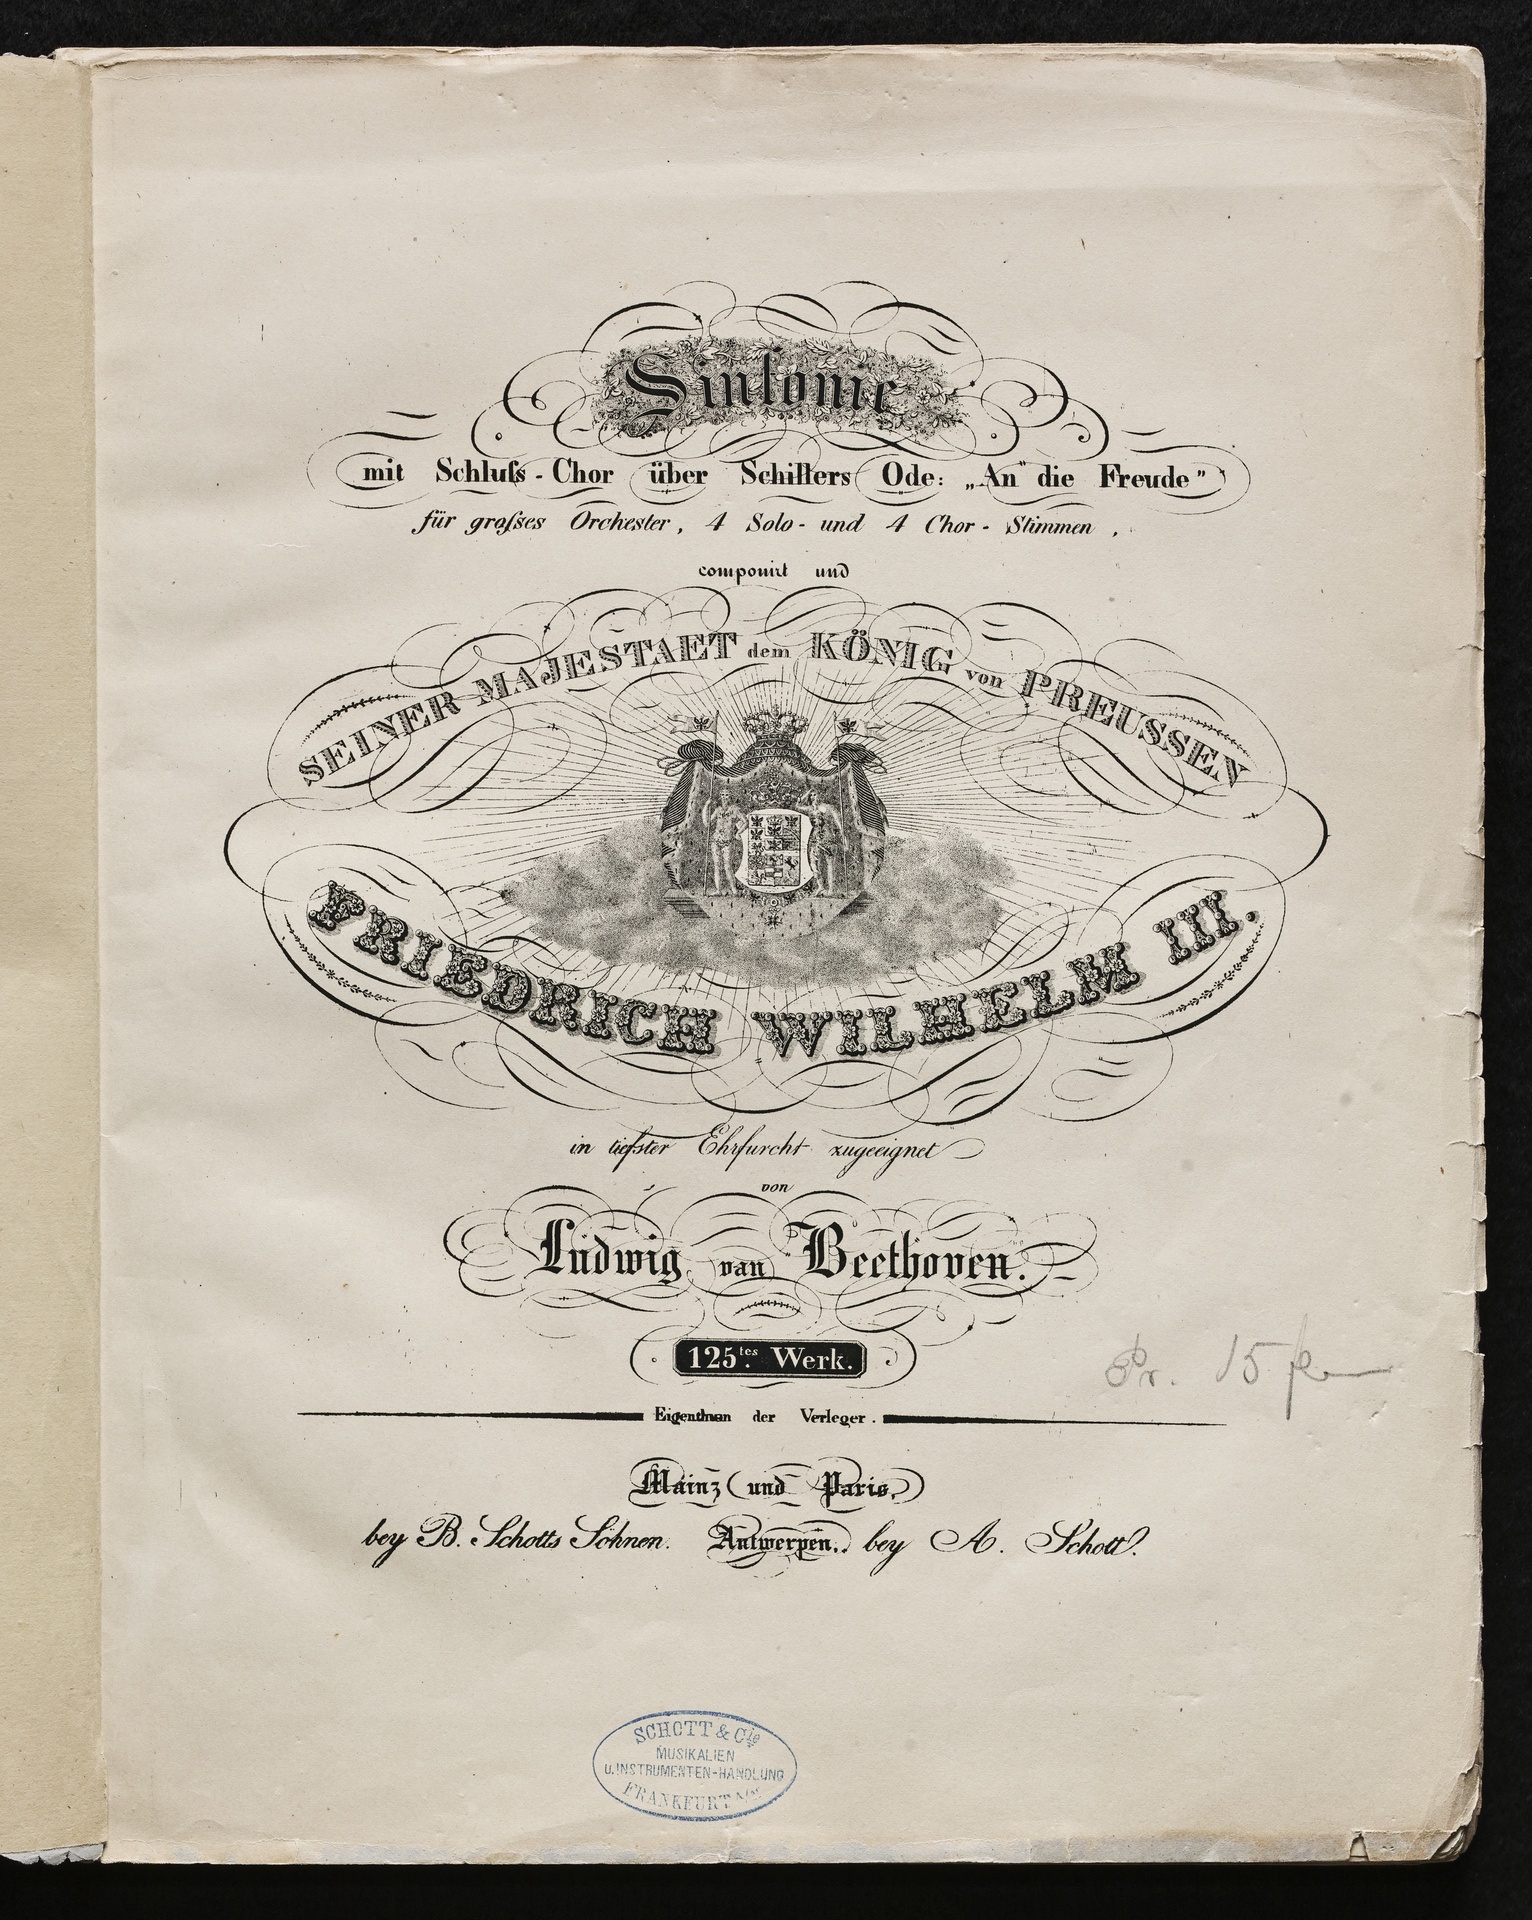 Sinfonie
mit Schluſs-Chor über Schillers Ode: „An die Freude”
für groſses Orchester, 4 Solo- und 4 Chor-Stimmen,
componirt und
SEINER MAJESTAET dem KÖNIG von PREUSSEN
FRIEDRICH WILHELM III.
in tiefster Ehrfurcht zugeeignet
von
Ludwig van Beethoven.
125tes. Werk.
Pr. 15
Eigenthum der Verleger.
Mainz und Paris,
bey B. Schotts Söhnen. Antwerpen, bey A. Schott.
SCHOTT & Cie
MUSIKALIEN
U. INSTRUMENTEN-HANDLUNG
FRANKFURT